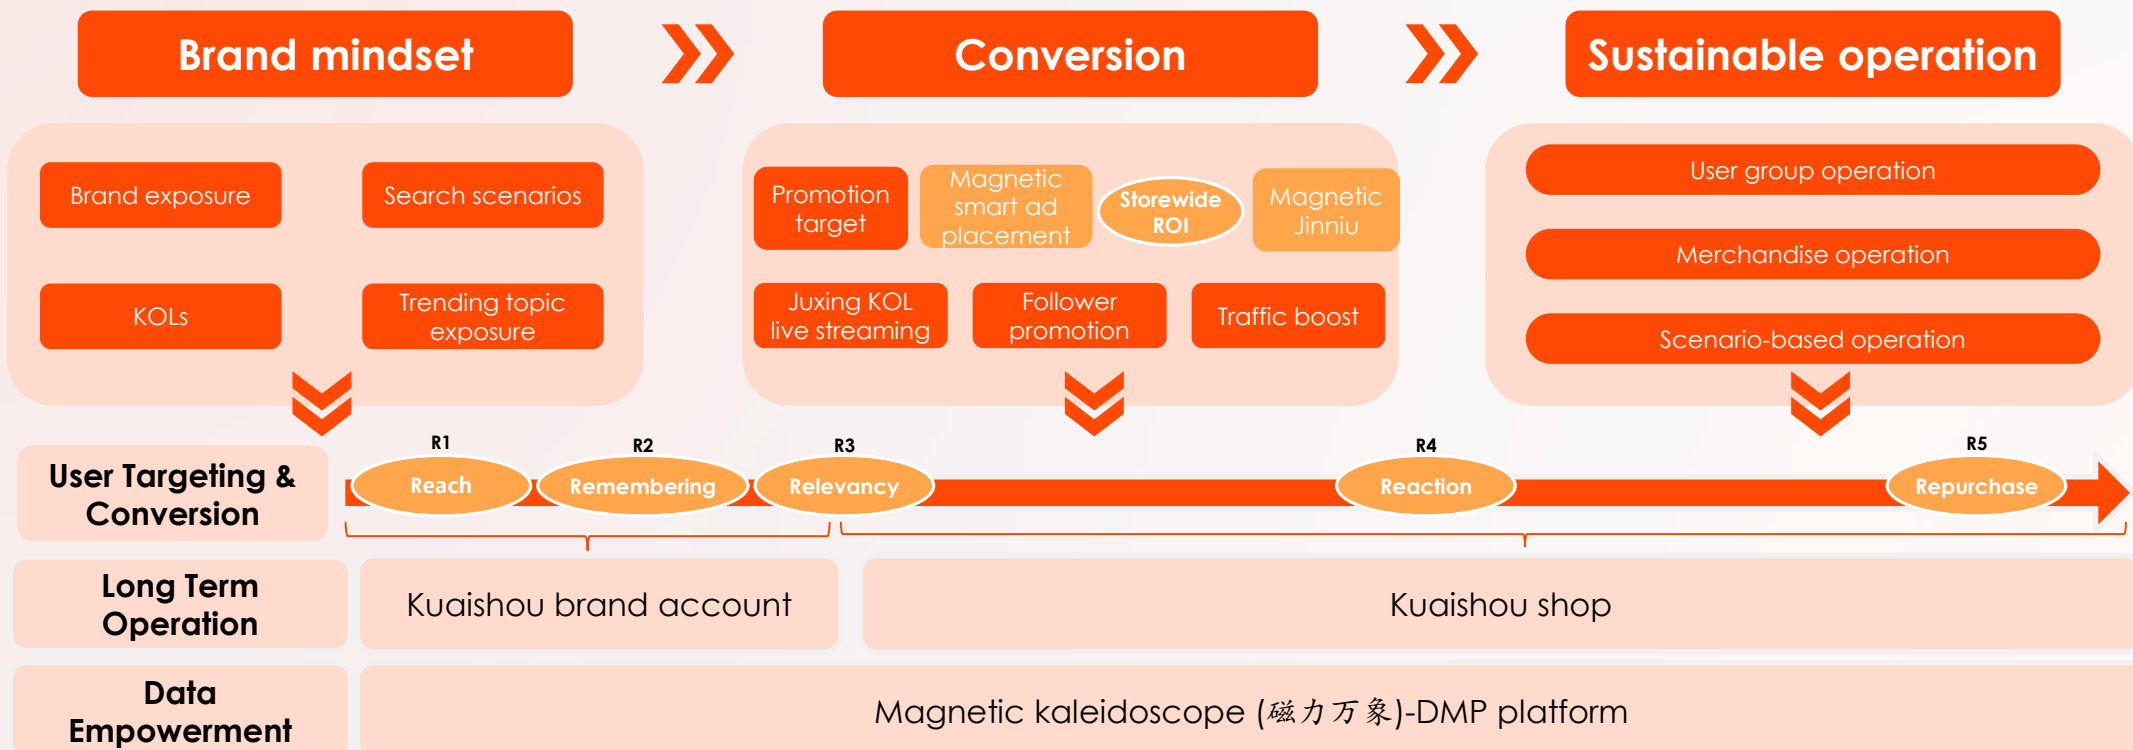 Brand mindset
Conversion
Sustainable operation
Brand exposure
Search scenarios
KOLs
Trending topic
exposure
Promotion
target
Magnetic
smart ad
placement
Storewide
ROI
Magnetic
Jinniu
Juxing KOL
live streaming
Follower
promotion
Traffic boost
User group operation
Merchandise operation
Scenario-based operation
User Targeting &
Conversion
R1
Reach
R2
Remembering
R3
Relevancy
R4
Reaction
R5
Repurchase
Long Term
Operation
Kuaishou brand account
Kuaishou shop
Data
Empowerment
Magnetic kaleidoscope (磁力万象)-DMP platform